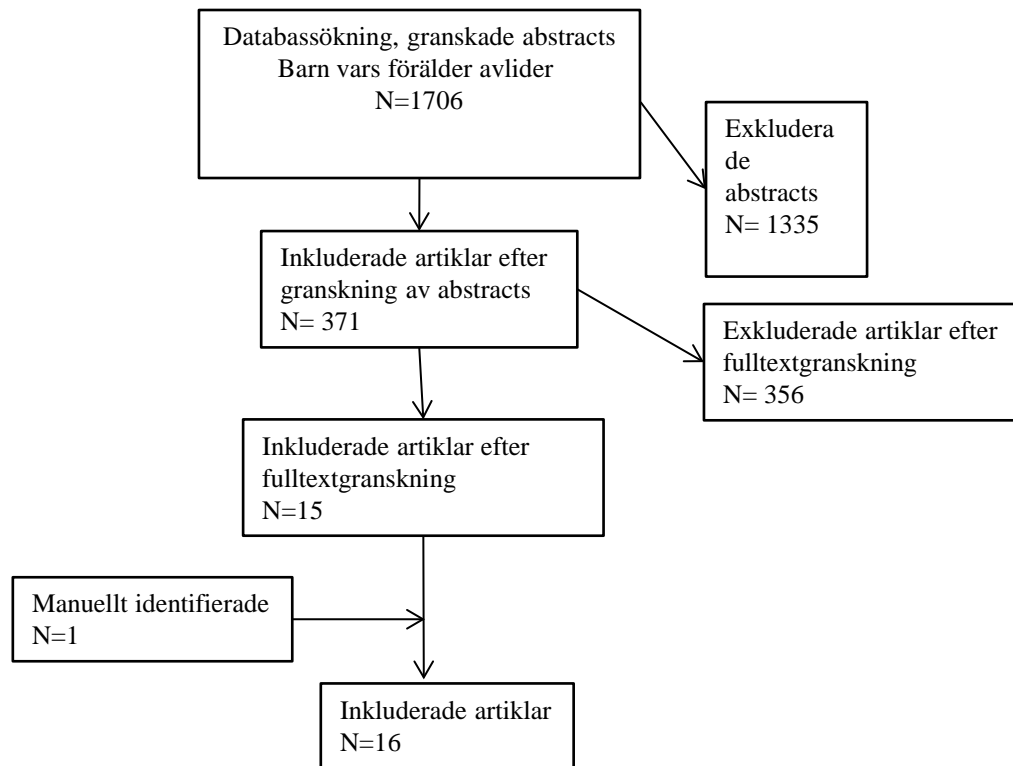 Databassökning, granskade abstracts
Barn vars förälder avlider
N=1706
Exkludera
de
abstracts
N= 1335
Inkluderade artiklar efter
granskning av abstracts
N= 371
Exkluderade artiklar efter
fulltextgranskning
N= 356
Inkluderade artiklar efter
fulltextgranskning
N=15
Manuellt identifierade
N=1
Inkluderade artiklar
N=16